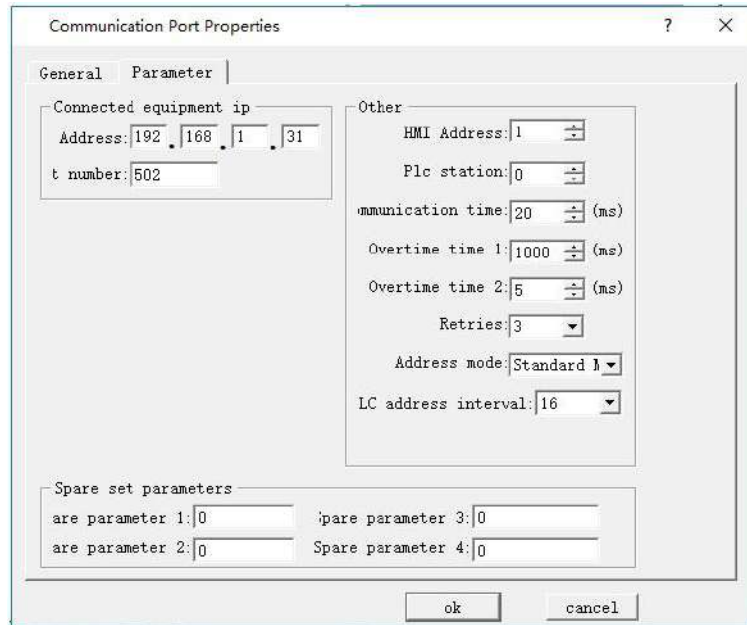 Communication Port Properties ? X
General Parameter
Connected equipment ip
Address: 192 . 168 . 1 . 31
t number: 502
Other
HMI Address: 1
Plc station: 0
mmunication time: 20 (ms)
Overtime time 1: 1000 (ms)
Overtime time 2: 5 (ms)
Retries: 3
Address mode: Standard M
LC address interval: 16
Spare set parameters
are parameter 1: 0
pare parameter 3: 0
are parameter 2: 0
Spare parameter 4: 0
ok cancel